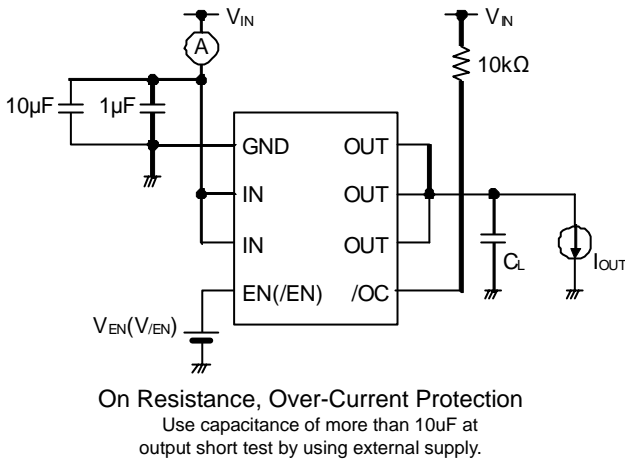 VIN
VIN
A
10kΩ
10µF
1µF
GND
OUT
IN
OUT
IN
OUT
CL
IOUT
EN(/EN)
/OC
VEN(V/EN)
On Resistance, Over-Current Protection
Use capacitance of more than 10uF at
output short test by using external supply.